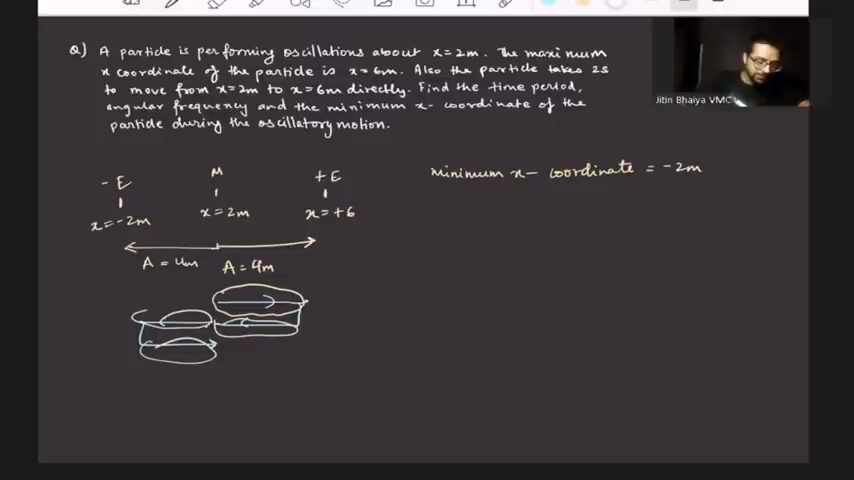 Q) A particle is performing oscillations about x=2m. The maximum
x coordinate of the particle is x=6m. Also the particle takes 2s
to move from x=2m to x=6m directly. Find the time period,
angular frequency and the minimum x-coordinate of the
particle during the oscillatory motion.
Jitin Bhaiya VMC
minimum x- coordinate = -2m
-E M +E
x=-2m x=2m x=+6
A=4m A=4m